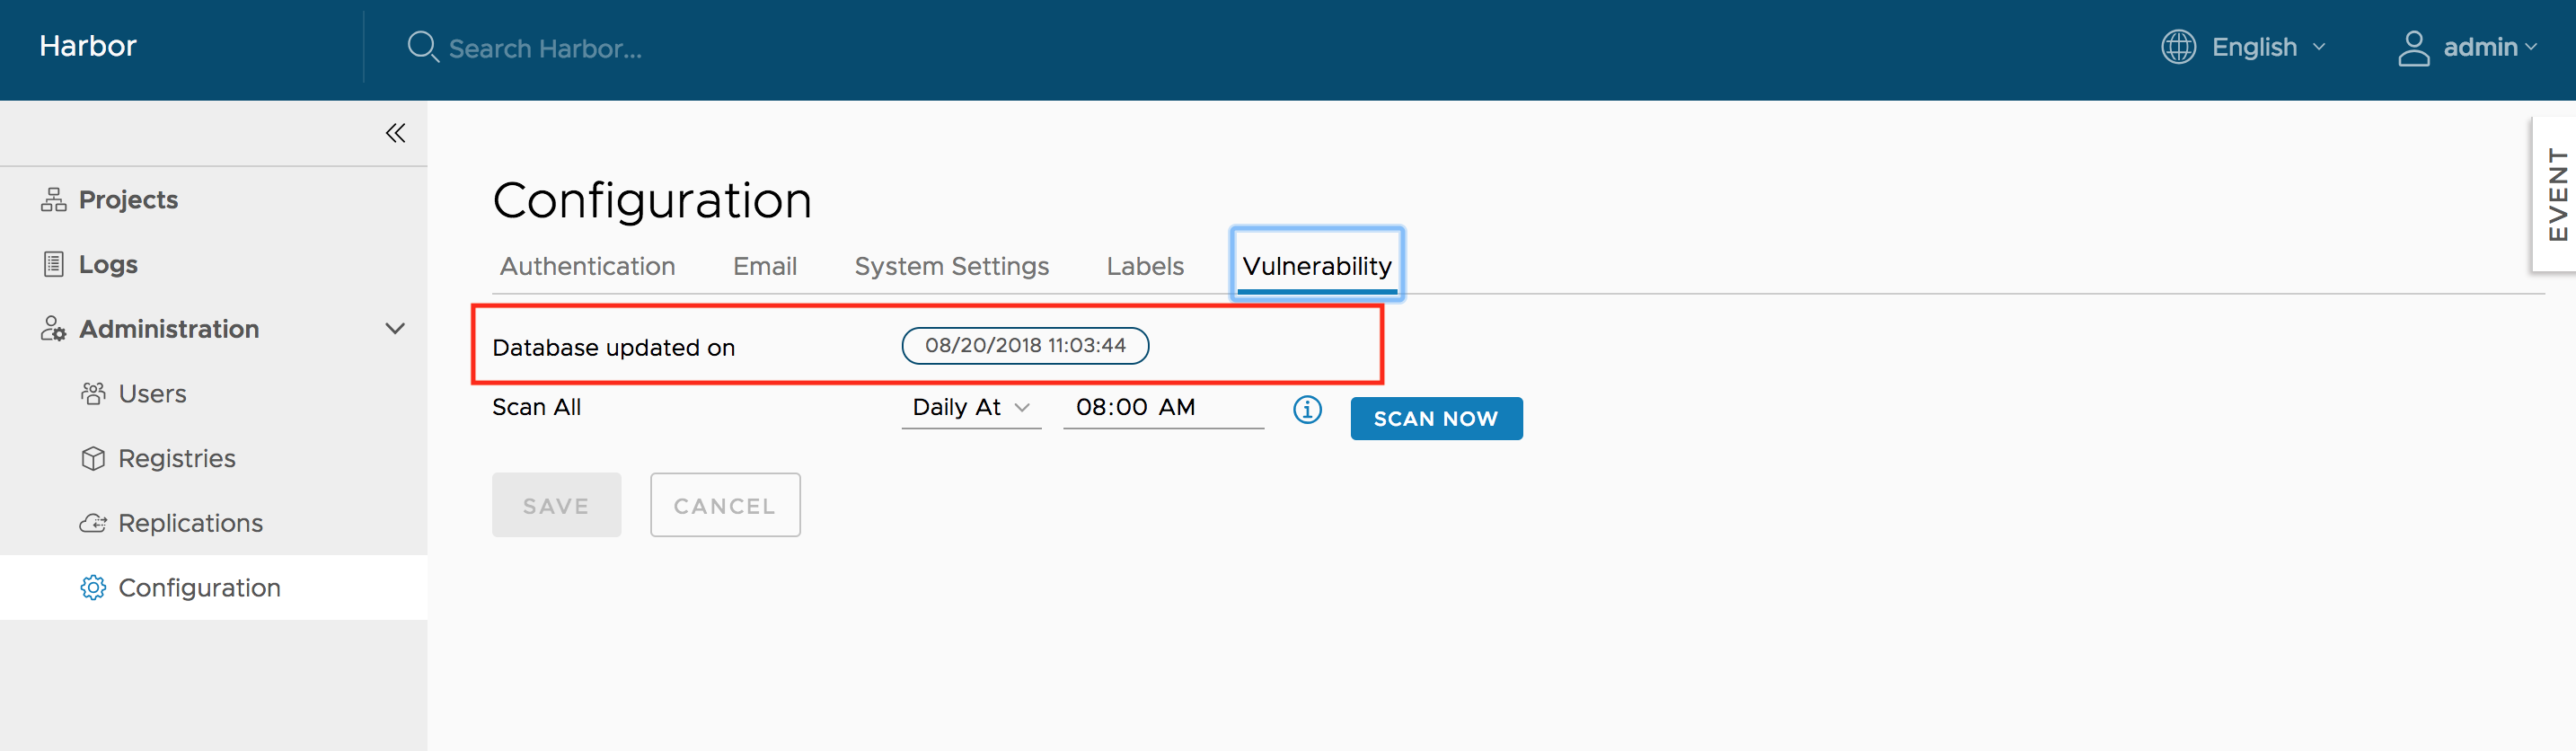 Harbor
Search Harbor...
English
admin
EVENT
Projects
Logs
Administration
Users
Registries
Replications
Configuration
Configuration
Authentication Email System Settings Labels Vulnerability
Database updated on 08/20/2018 11:03:44
Scan All Daily At 08:00 AM SCAN NOW
SAVE CANCEL